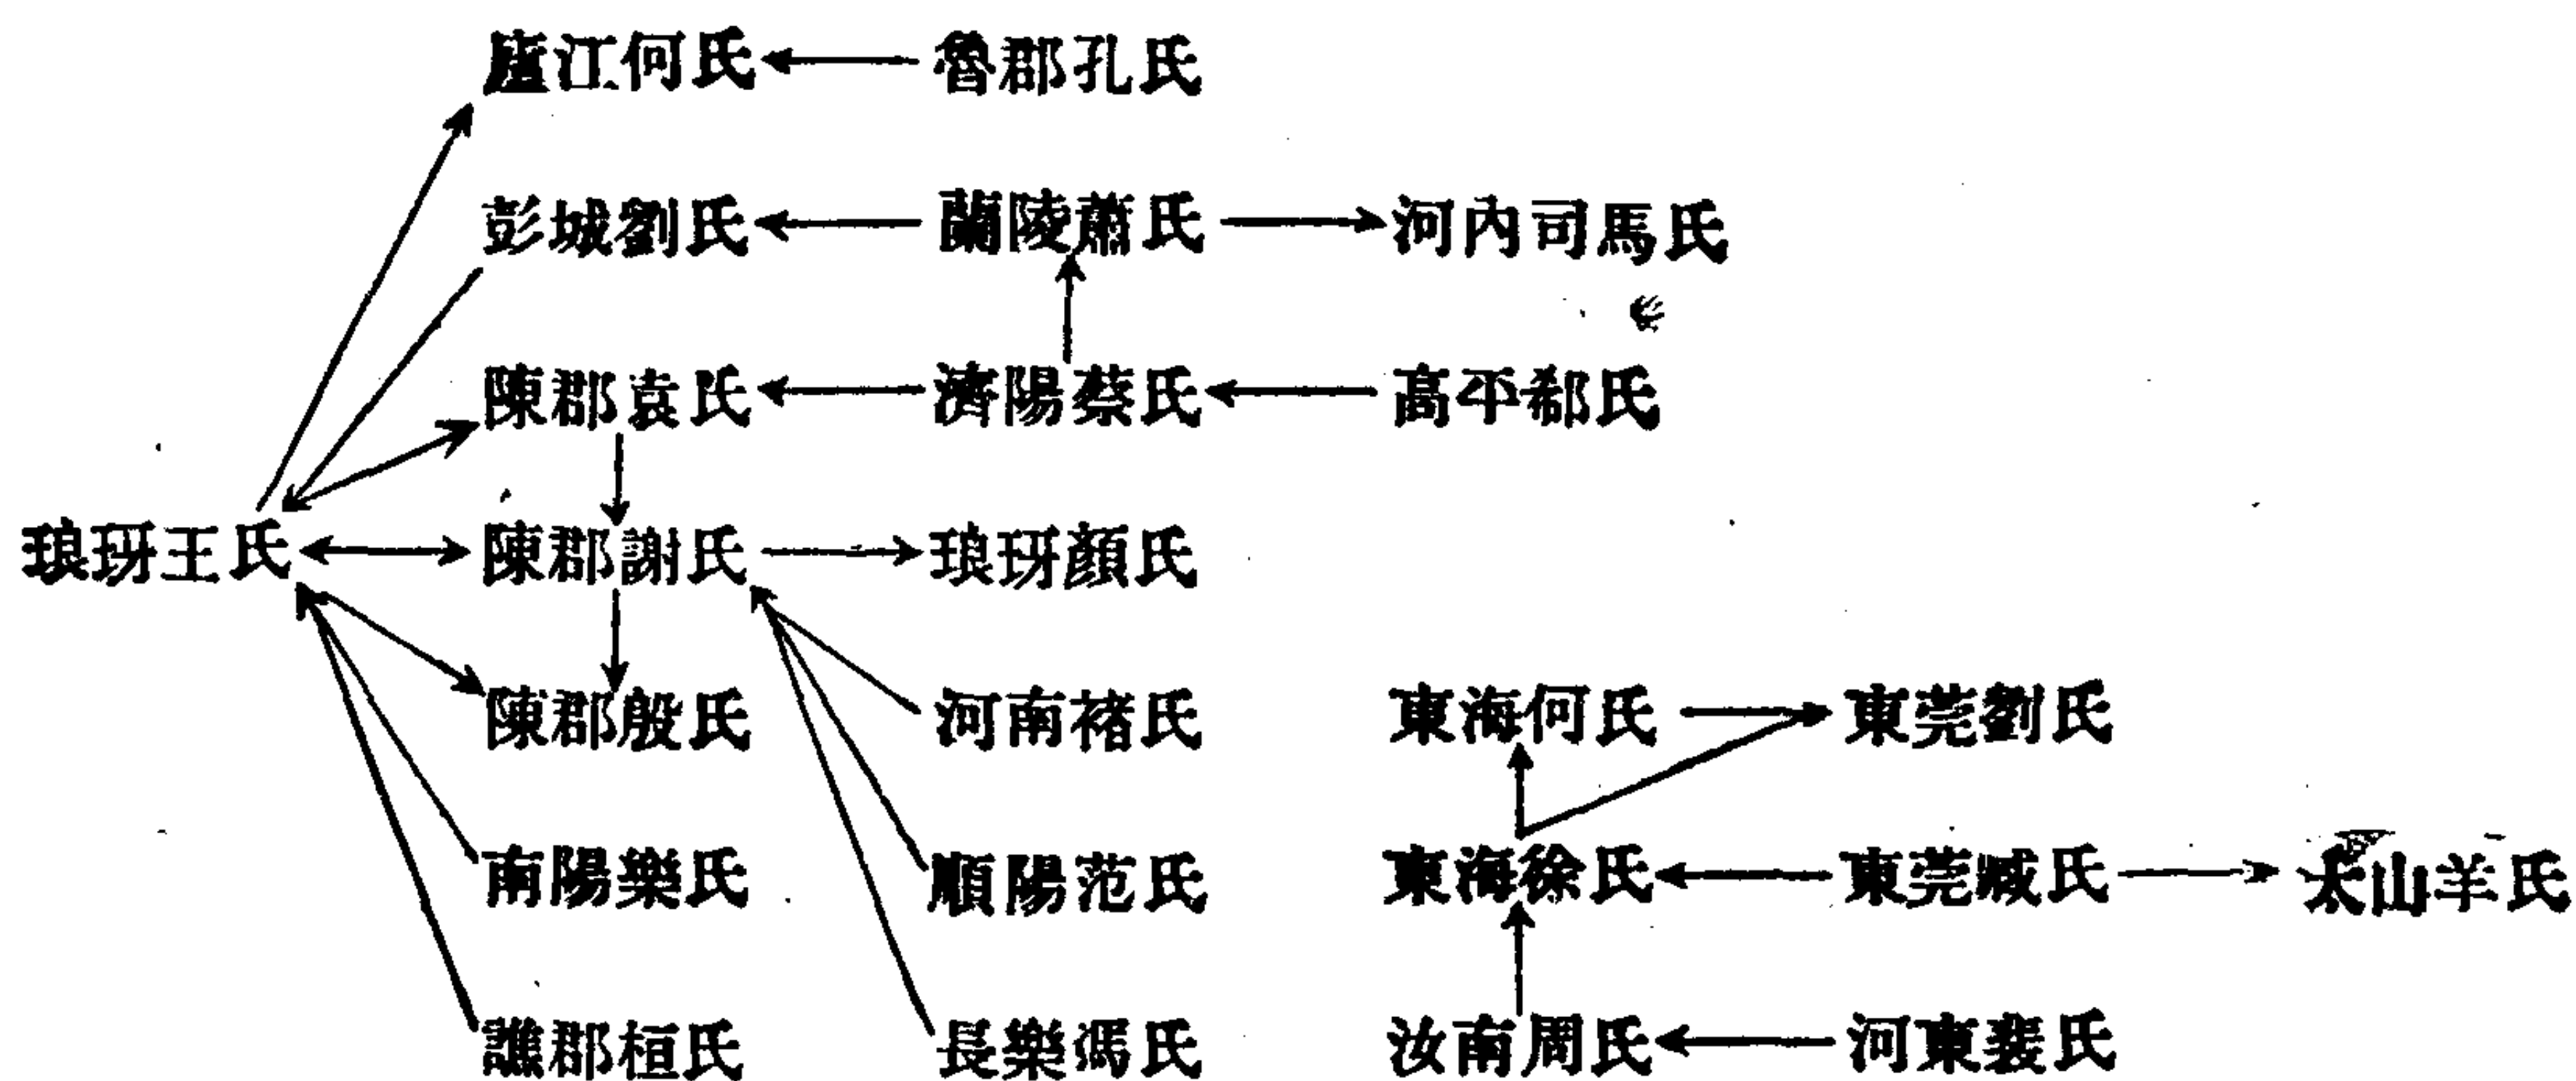 廬江何氏 魯郡孔氏
彭城劉氏 蘭陵蕭氏 河內司馬氏
陳郡袁氏 濟陽蔡氏 高平郗氏
琅玡王氏 陳郡謝氏 琅玡顏氏
陳郡殷氏 河南褚氏 東海何氏 東莞劉氏
南陽樂氏 順陽范氏 東海徐氏 東莞臧氏 太山羊氏
譙郡桓氏 長樂馮氏 汝南周氏 河東裴氏